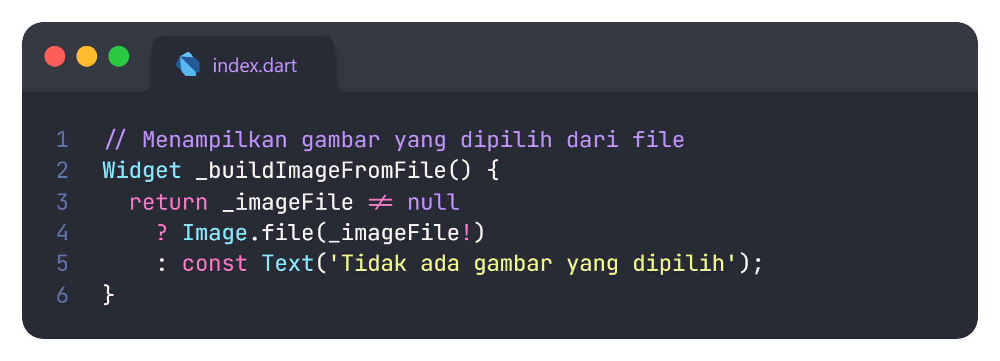 index.dart
1 // Menampilkan gambar yang dipilih dari file
2 Widget _buildImageFromFile() {
3   return _imageFile != null
4     ? Image.file(_imageFile!)
5     : const Text('Tidak ada gambar yang dipilih');
6 }